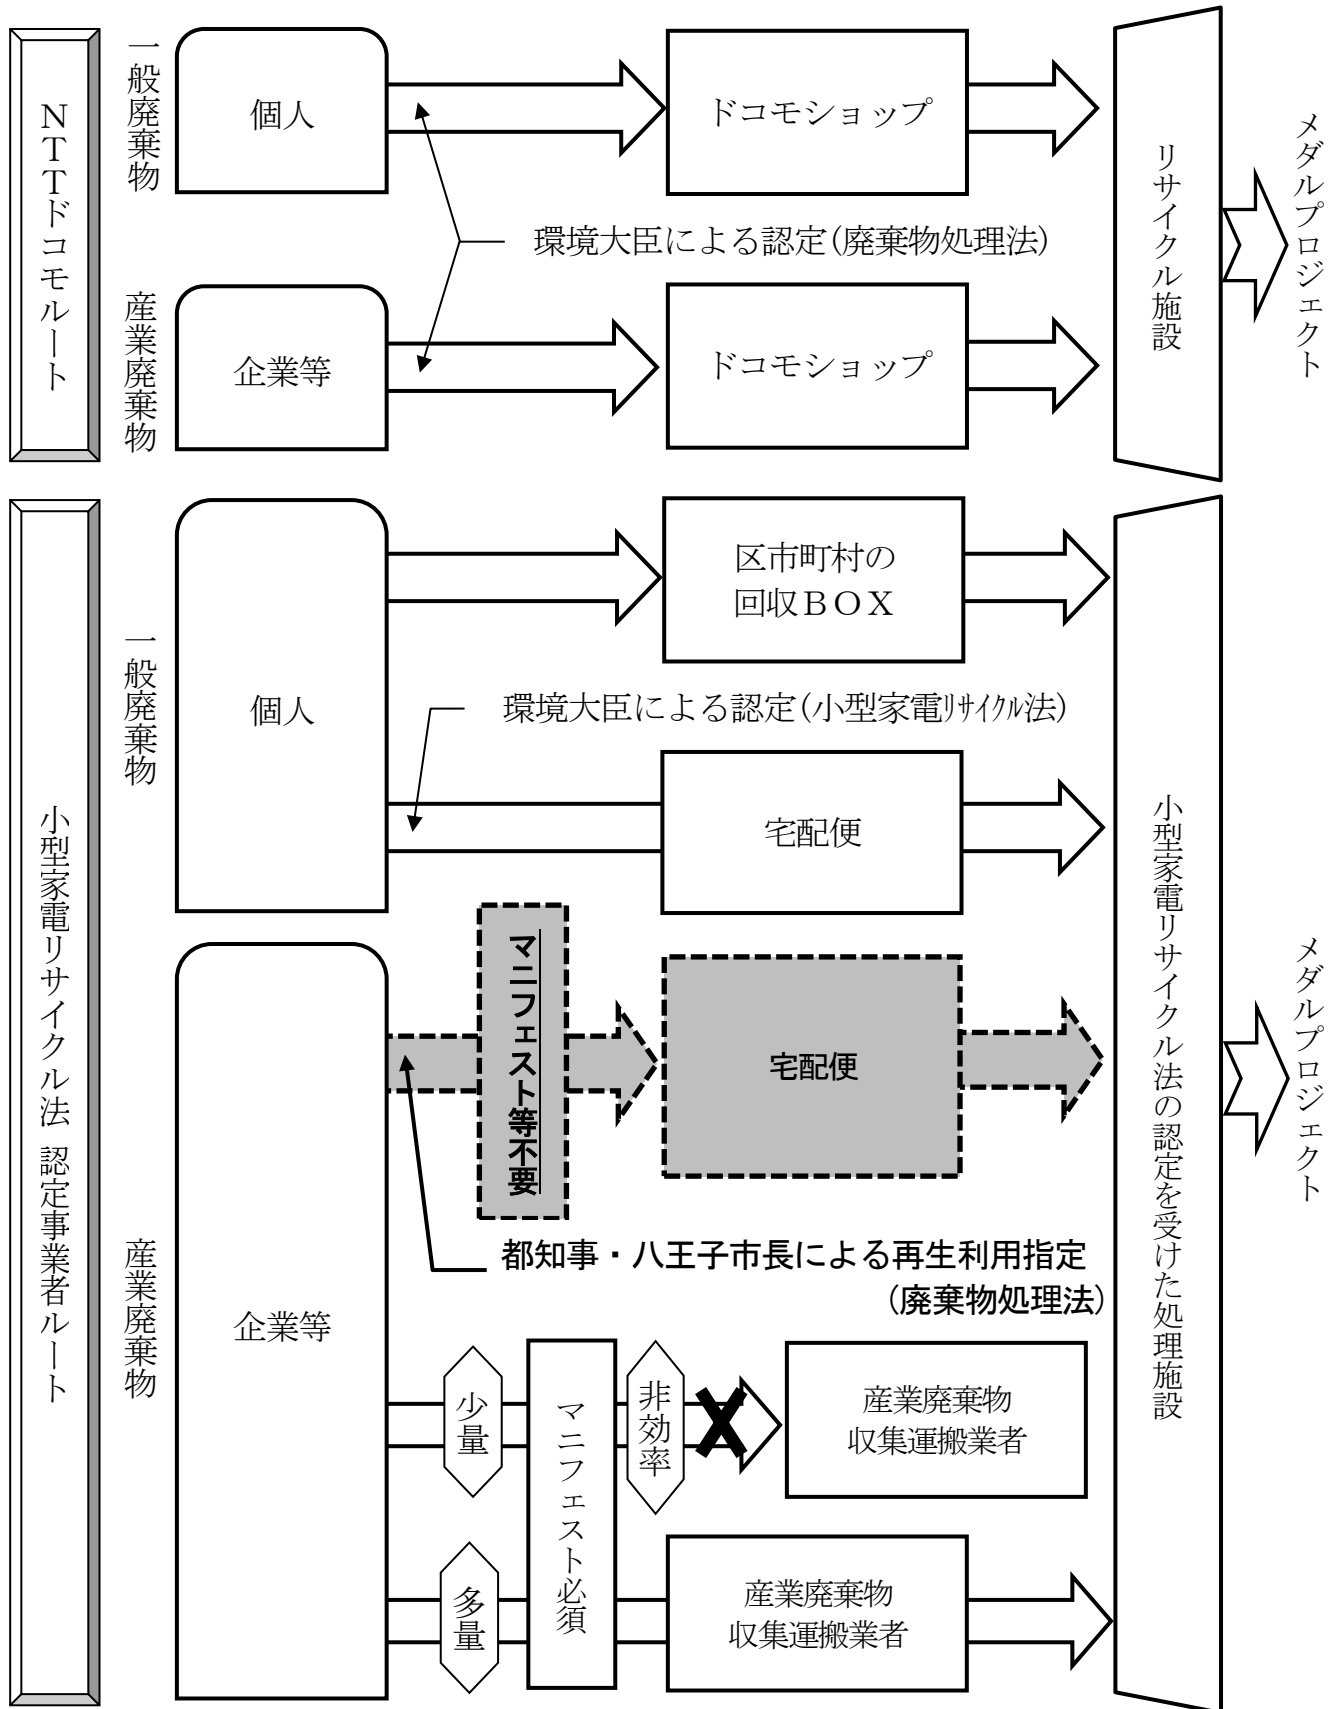 ＮＴＴドコモルート
一般廃棄物
個人
ドコモショップ
環境大臣による認定(廃棄物処理法)
産業廃棄物
企業等
ドコモショップ
リサイクル施設
メダルプロジェクト
小型家電リサイクル法 認定事業者ルート
一般廃棄物
個人
区市町村の
回収ＢＯＸ
環境大臣による認定(小型家電ﾘｻｲｸﾙ法)
宅配便
産業廃棄物
企業等
マニフェスト等不要
宅配便
都知事・八王子市長による再生利用指定
(廃棄物処理法)
少量
マニフェスト必須
非効率
X
産業廃棄物
収集運搬業者
多量
産業廃棄物
収集運搬業者
小型家電リサイクル法の認定を受けた処理施設
メダルプロジェクト